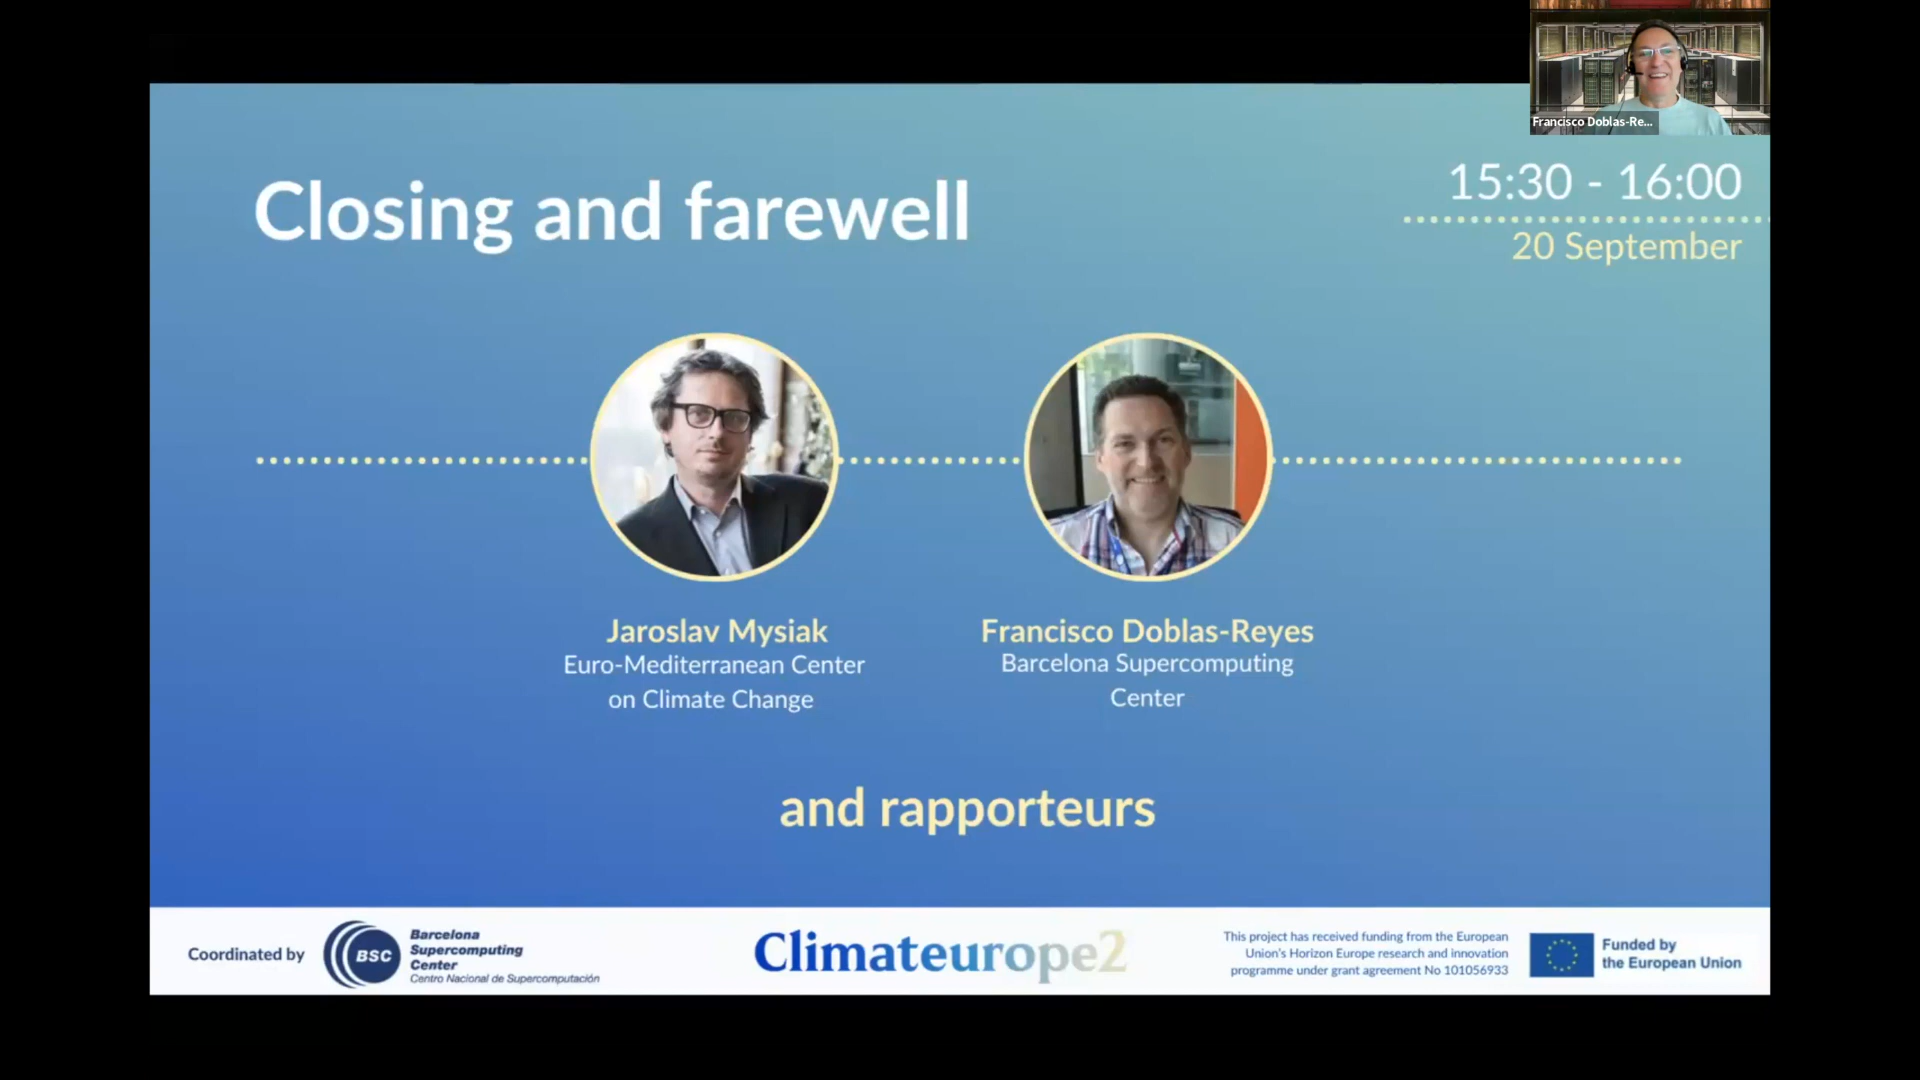 Francisco Doblas-Re...
Closing and farewell
15:30 - 16:00
20 September
Jaroslav Mysiak
Euro-Mediterranean Center
on Climate Change
Francisco Doblas-Reyes
Barcelona Supercomputing
Center
and rapporteurs
Coordinated by
BSC
Barcelona
Supercomputing
Center
Centro Nacional de Supercomputación
Climateurope2
This project has received funding from the European
Union's Horizon Europe research and innovation
programme under grant agreement No 101056933
Funded by
the European Union